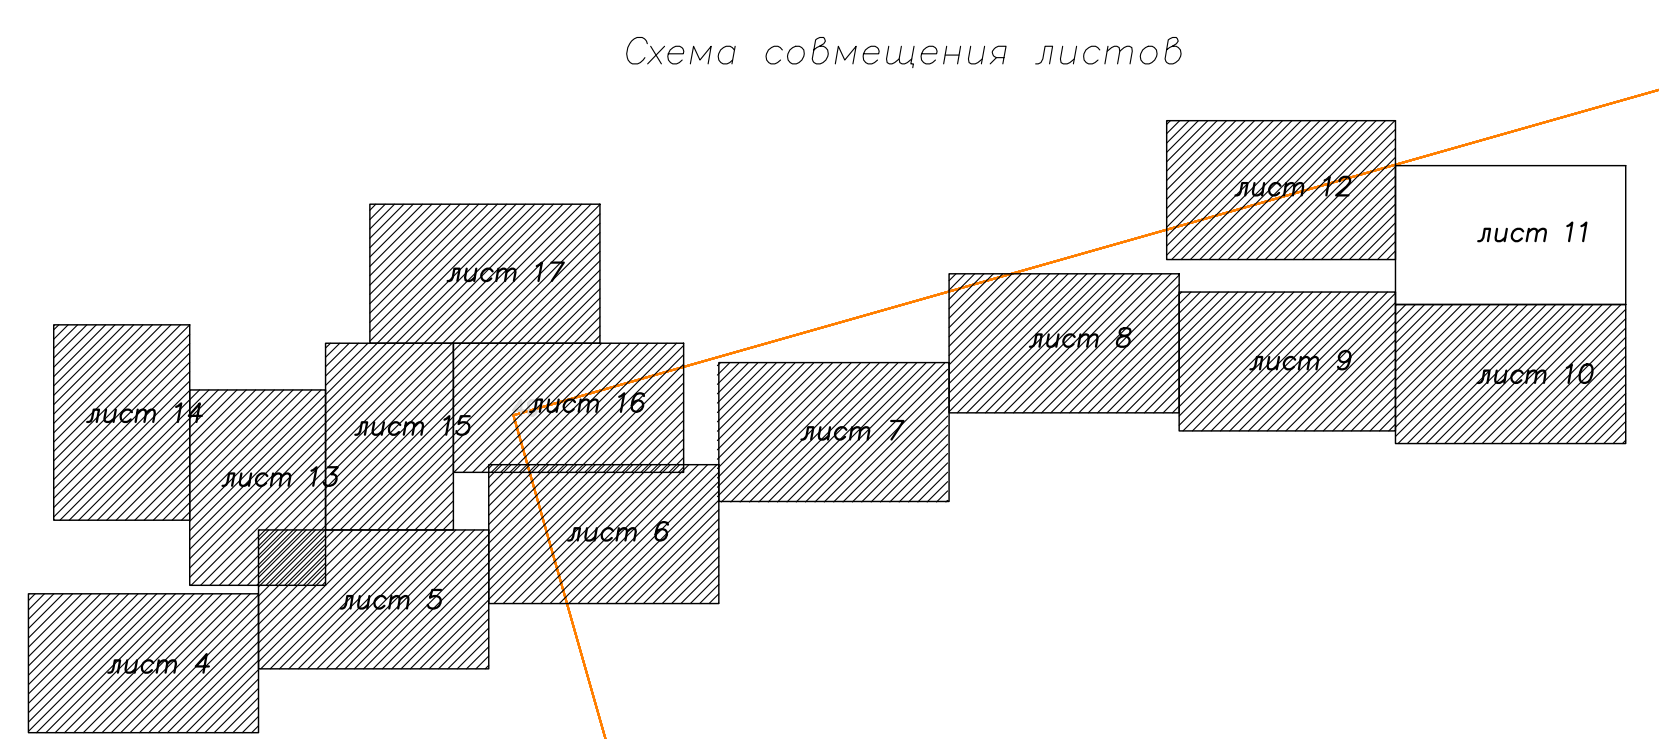 Схема совмещения листов
лист 12
лист 11
лист 17
лист 8
лист 9
лист 10
лист 14
лист 15
лист 16
лист 7
лист 13
лист 6
лист 5
лист 4